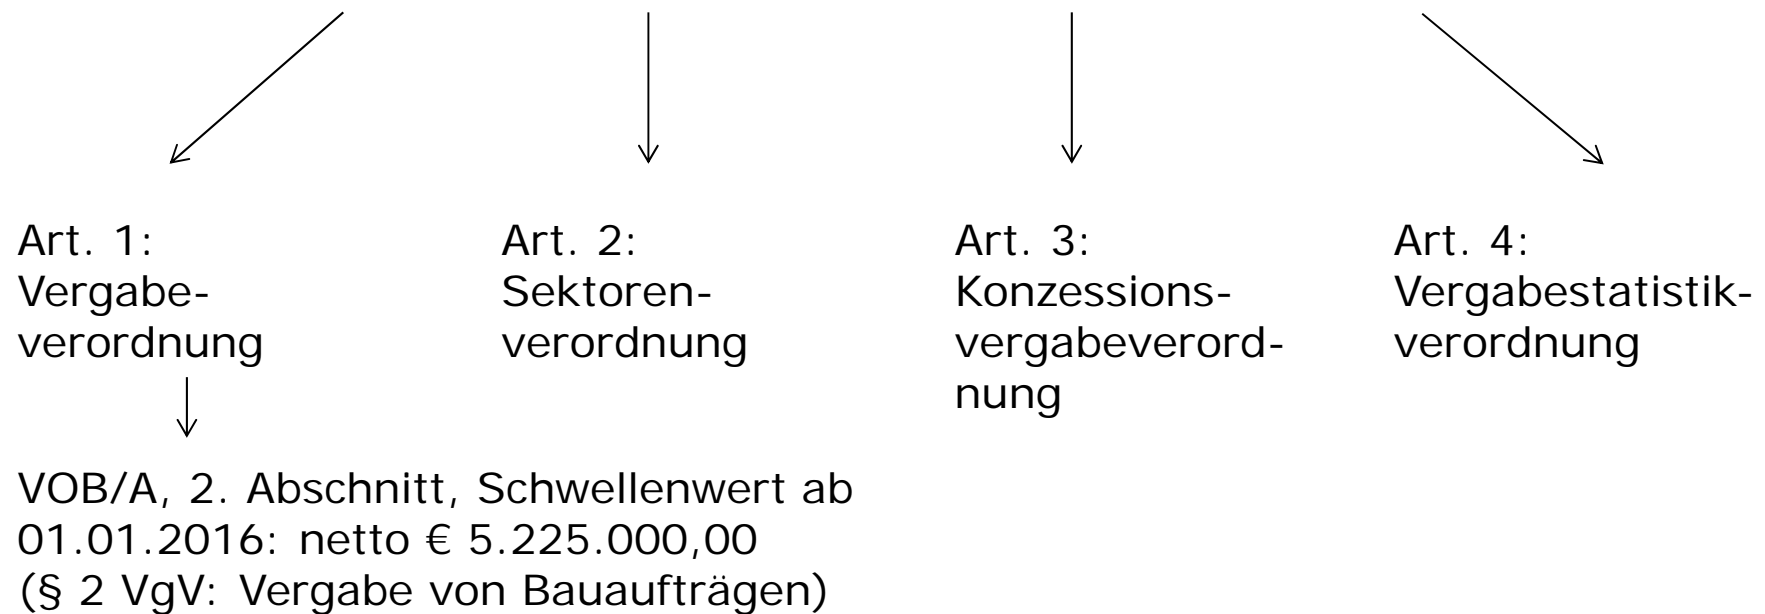 Art. 1:
Vergabe-
verordnung
Art. 2:
Sektoren-
verordnung
Art. 3:
Konzessions-
vergabeverord-
nung
Art. 4:
Vergabestatistik-
verordnung
VOB/A, 2. Abschnitt, Schwellenwert ab
01.01.2016: netto € 5.225.000,00
(§ 2 VgV: Vergabe von Bauaufträgen)